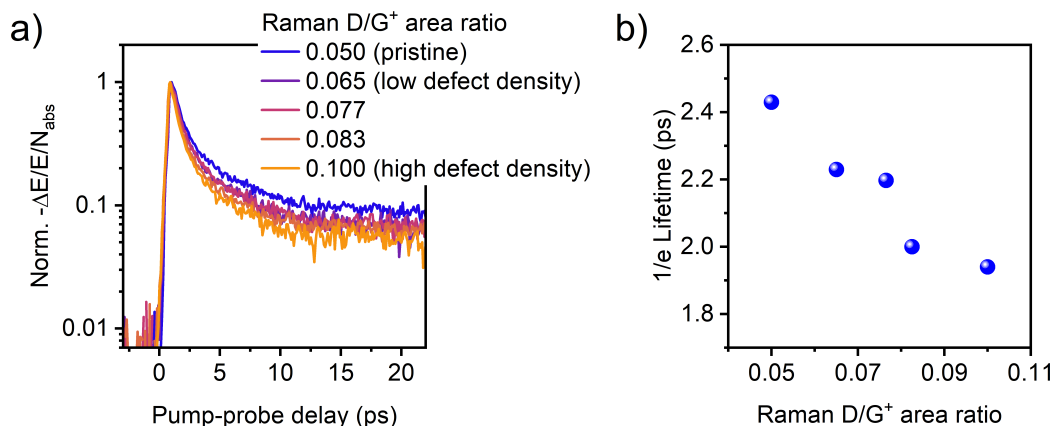 a)
Raman D/G⁺ area ratio
0.050 (pristine)
0.065 (low defect density)
0.077
0.083
0.100 (high defect density)
Norm. -ΔE/E/N_abs
1
0.1
0.01
0 5 10 15 20
Pump-probe delay (ps)
b)
1/e Lifetime (ps)
2.6
2.4
2.2
2.0
1.8
0.05 0.07 0.09 0.11
Raman D/G⁺ area ratio